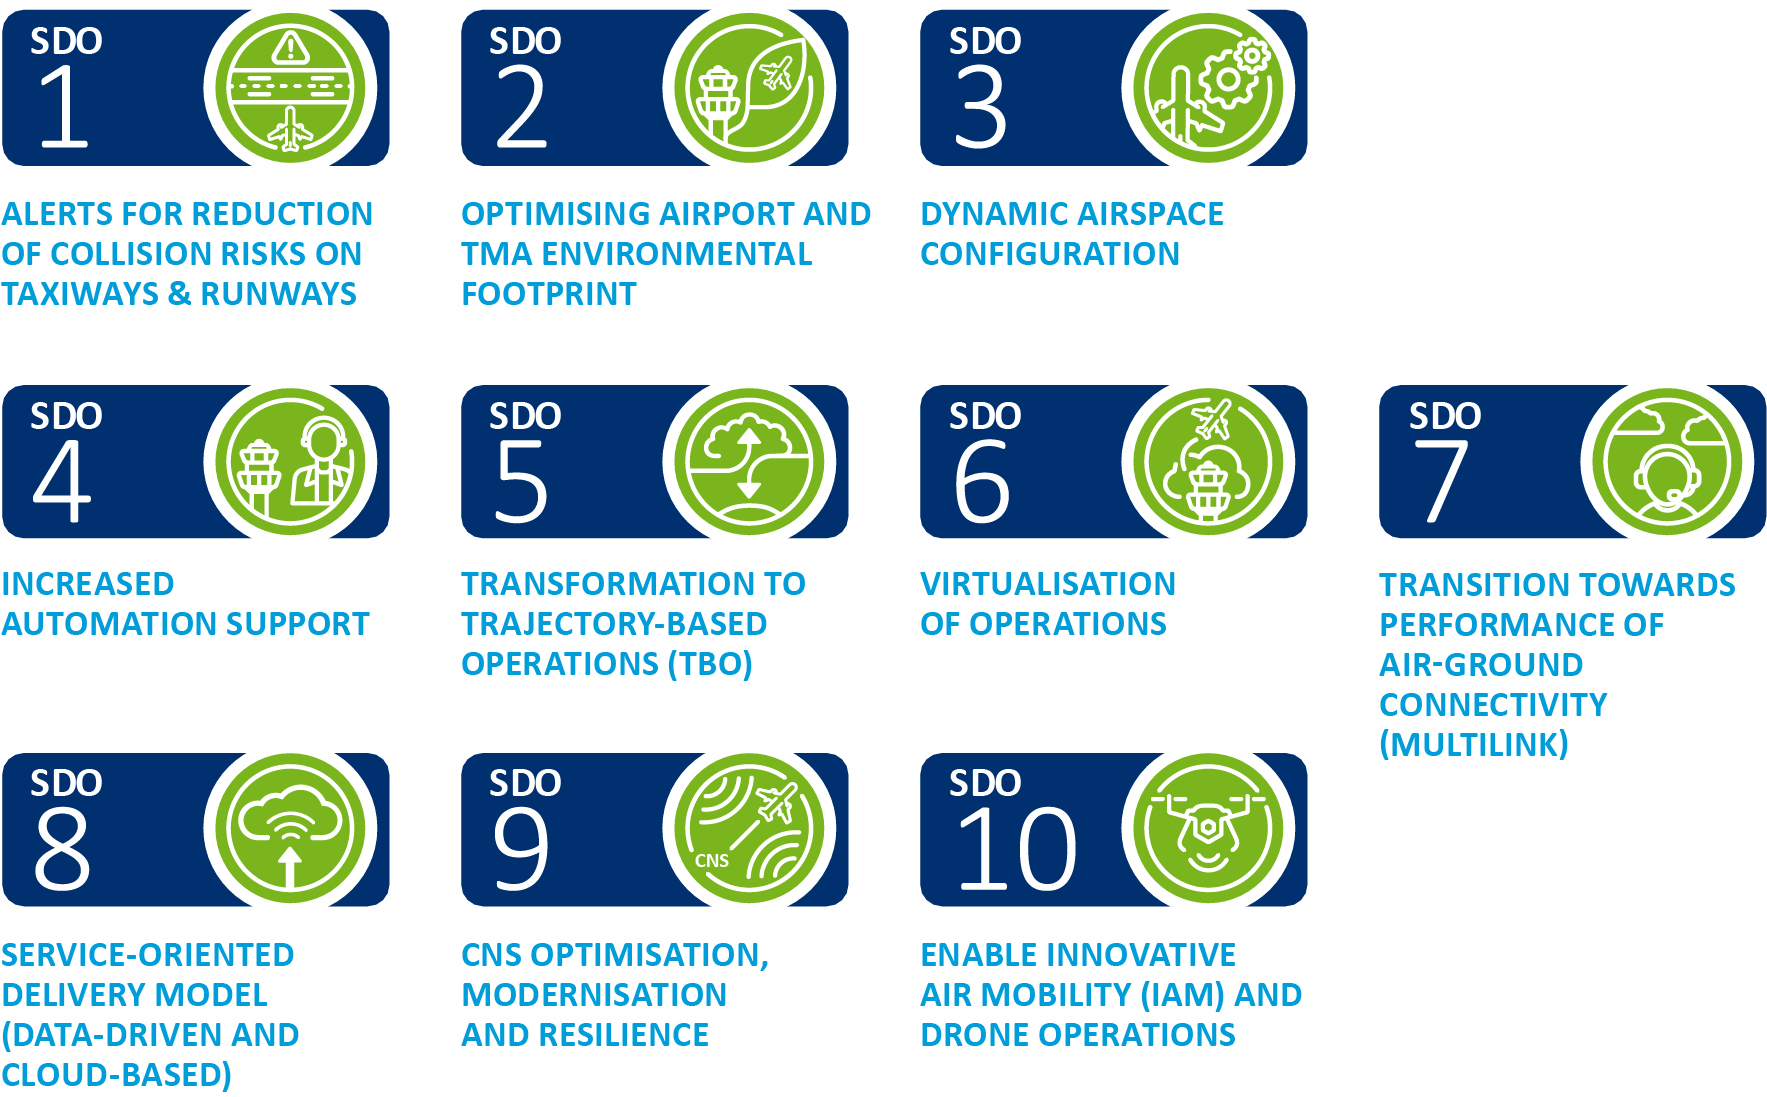 SDO
1
ALERTS FOR REDUCTION
OF COLLISION RISKS ON
TAXIWAYS & RUNWAYS
SDO
2
OPTIMISING AIRPORT AND
TMA ENVIRONMENTAL
FOOTPRINT
SDO
3
DYNAMIC AIRSPACE
CONFIGURATION
SDO
4
INCREASED
AUTOMATION SUPPORT
SDO
5
TRANSFORMATION TO
TRAJECTORY-BASED
OPERATIONS (TBO)
SDO
6
VIRTUALISATION
OF OPERATIONS
SDO
7
TRANSITION TOWARDS
PERFORMANCE OF
AIR-GROUND
CONNECTIVITY
(MULTILINK)
SDO
8
SERVICE-ORIENTED
DELIVERY MODEL
(DATA-DRIVEN AND
CLOUD-BASED)
SDO
9
CNS
CNS OPTIMISATION,
MODERNISATION
AND RESILIENCE
SDO
10
ENABLE INNOVATIVE
AIR MOBILITY (IAM) AND
DRONE OPERATIONS